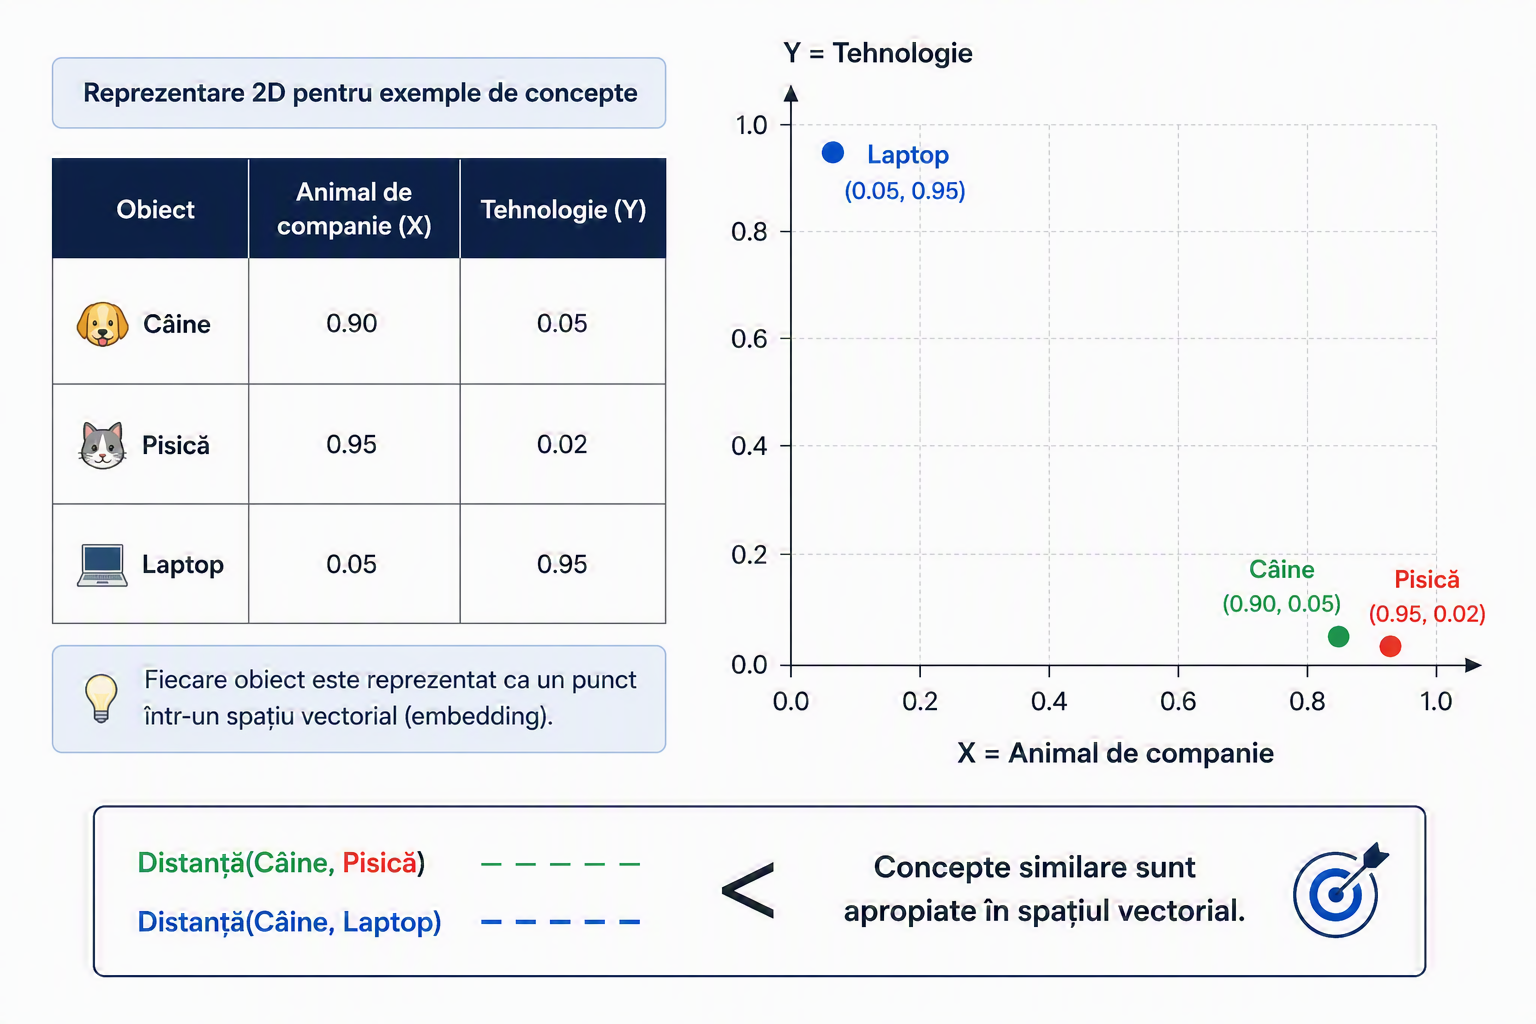 Reprezentare 2D pentru exemple de concepte
Obiect
Animal de
companie (X)
Tehnologie (Y)
Câine
0.90
0.05
Pisică
0.95
0.02
Laptop
0.05
0.95
Fiecare obiect este reprezentat ca un punct
într-un spațiu vectorial (embedding).
Y = Tehnologie
1.0
0.8
0.6
0.4
0.2
0.0
Laptop
(0.05, 0.95)
Câine
(0.90, 0.05)
Pisică
(0.95, 0.02)
0.0
0.2
0.4
0.6
0.8
1.0
X = Animal de companie
Distanță(Câine, Pisică)
Distanță(Câine, Laptop)
<
Concepte similare sunt
apropiate în spațiul vectorial.